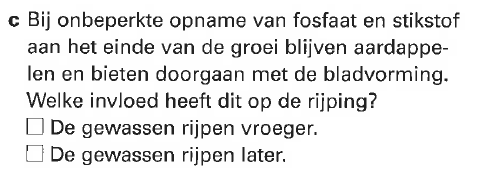 c Bij onbeperkte opname van fosfaat en stikstof
aan het einde van de groei blijven aardappe-
len en bieten doorgaan met de bladvorming.
Welke invloed heeft dit op de rijping?
☐ De gewassen rijpen vroeger.
☐ De gewassen rijpen later.